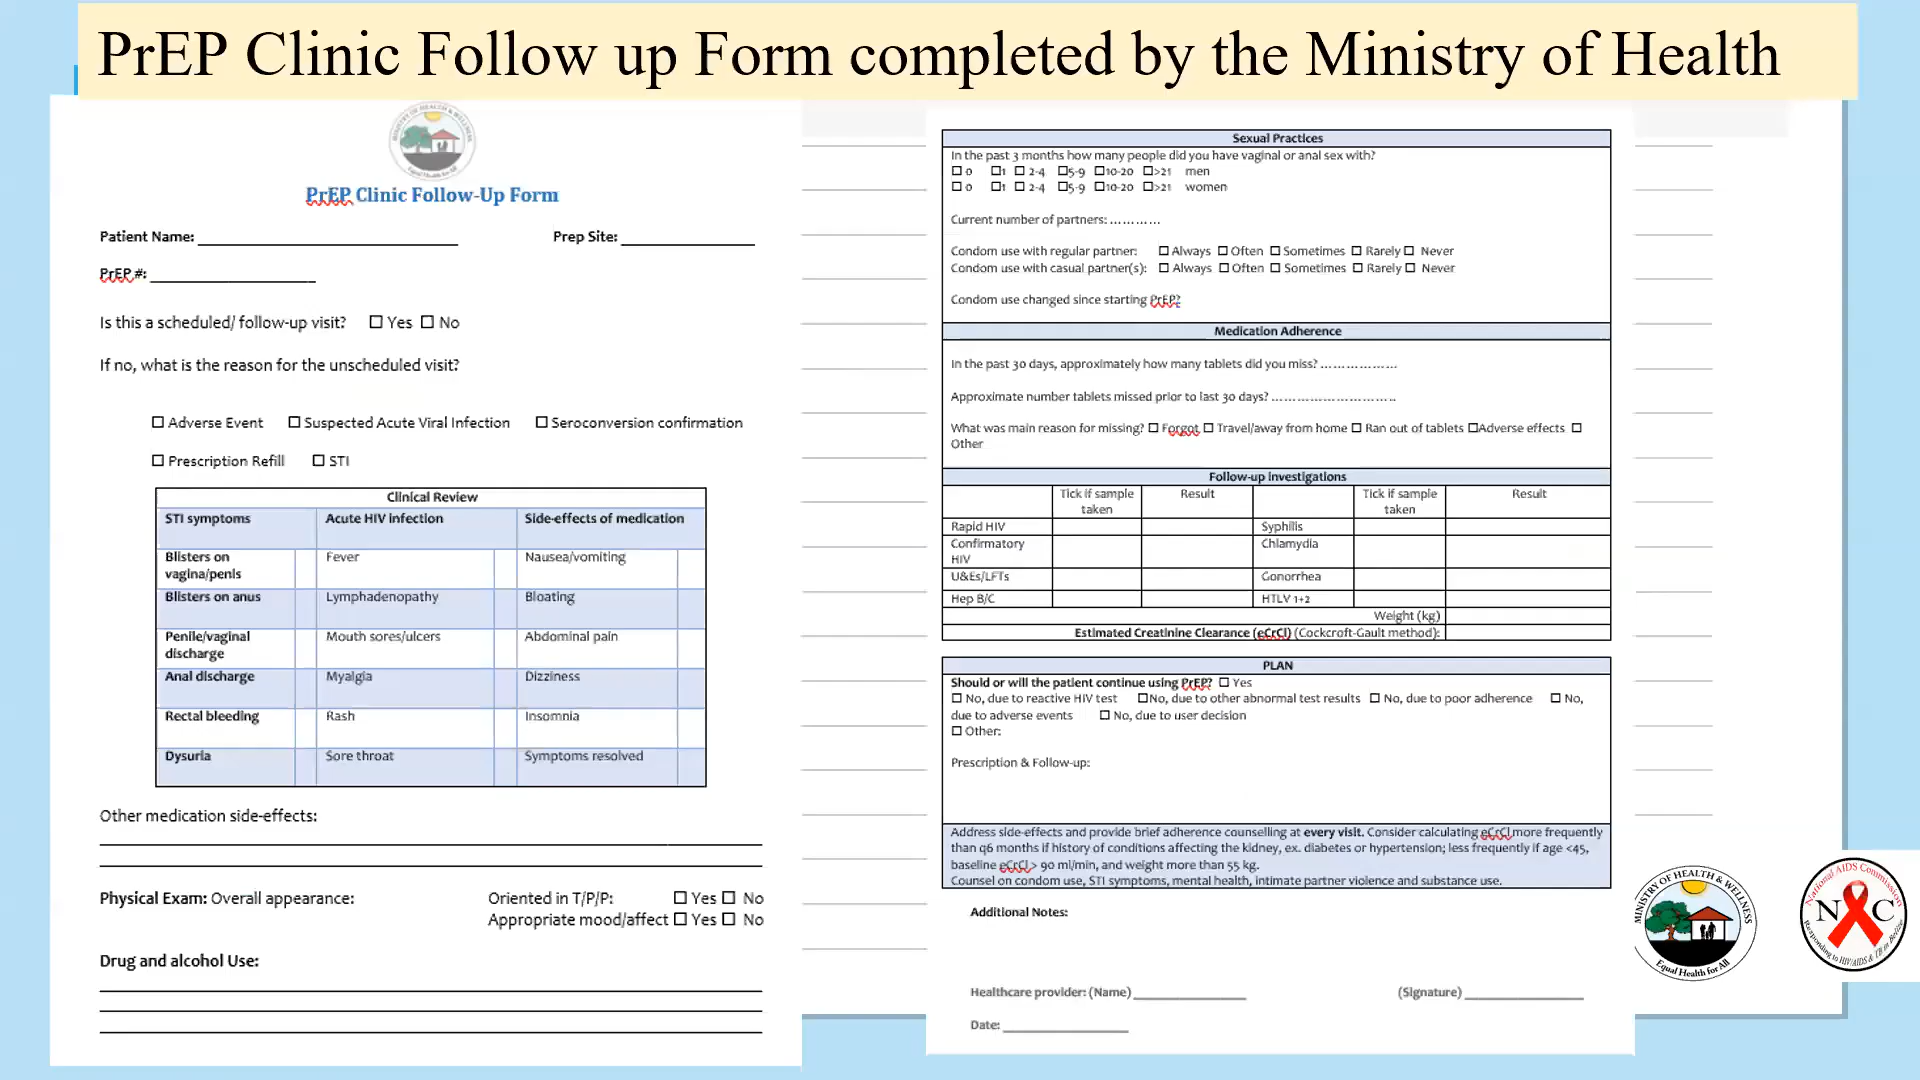 PrEP Clinic Follow up Form completed by the Ministry of Health
MINISTRY OF HEALTH & WELLNESS
Equal Health for All
PrEP Clinic Follow-Up Form
Patient Name: Prep Site:
PrEP #:
Is this a scheduled/ follow-up visit? ☐ Yes ☐ No
If no, what is the reason for the unscheduled visit?
☐ Adverse Event ☐ Suspected Acute Viral Infection ☐ Seroconversion confirmation
☐ Prescription Refill ☐ STI
Clinical Review
STI symptoms Acute HIV infection Side-effects of medication
Blisters on vagina/penis Fever Nausea/vomiting
Blisters on anus Lymphadenopathy Bloating
Penile/vaginal discharge Mouth sores/ulcers Abdominal pain
Anal discharge Myalgia Dizziness
Rectal bleeding Rash Insomnia
Dysuria Sore throat Symptoms resolved
Other medication side-effects:
Physical Exam: Overall appearance: Oriented in T/P/P: ☐ Yes ☐ No
Appropriate mood/affect ☐ Yes ☐ No
Drug and alcohol Use:
Sexual Practices
In the past 3 months how many people did you have vaginal or anal sex with?
☐ 0 ☐1 ☐ 2-4 ☐5-9 ☐10-20 ☐>21 men
☐ 0 ☐1 ☐ 2-4 ☐5-9 ☐10-20 ☐>21 women
Current number of partners: …………
Condom use with regular partner: ☐ Always ☐ Often ☐ Sometimes ☐ Rarely ☐ Never
Condom use with casual partner(s): ☐ Always ☐ Often ☐ Sometimes ☐ Rarely ☐ Never
Condom use changed since starting PrEP?
Medication Adherence
In the past 30 days, approximately how many tablets did you miss? ………………
Approximate number tablets missed prior to last 30 days? ………………………..
What was main reason for missing? ☐ Forgot ☐ Travel/away from home ☐ Ran out of tablets ☐Adverse effects ☐
Other
Follow-up investigations
Tick if sample taken Result Tick if sample taken Result
Rapid HIV Syphilis
Confirmatory HIV Chlamydia
U&Es/LFTs Gonorrhea
Hep B/C HTLV 1+2
Weight (kg)
Estimated Creatinine Clearance (eCrCl) (Cockcroft-Gault method):
PLAN
Should or will the patient continue using PrEP? ☐ Yes
☐ No, due to reactive HIV test ☐No, due to other abnormal test results ☐ No, due to poor adherence ☐ No,
due to adverse events ☐ No, due to user decision
☐ Other:
Prescription & Follow-up:
Address side-effects and provide brief adherence counselling at every visit. Consider calculating eCrCl more frequently
than q6 months if history of conditions affecting the kidney, ex. diabetes or hypertension; less frequently if age <45,
baseline eCrCl > 90 ml/min, and weight more than 55 kg.
Counsel on condom use, STI symptoms, mental health, intimate partner violence and substance use.
Additional Notes:
Healthcare provider: (Name) (Signature)
Date:
MINISTRY OF HEALTH & WELLNESS
Equal Health for All
National AIDS Commission
NAC
Responding to HIV/AIDS & TB in Belize